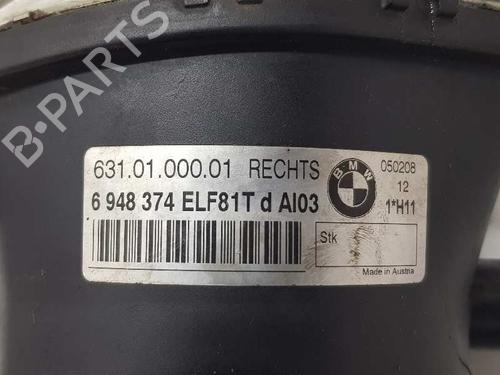 B-PARTS
631.01.000.01 RECHTS
6 948 374 ELF81T d AI03
BMW
050208
12
1*H11
Stk
Made in Austria